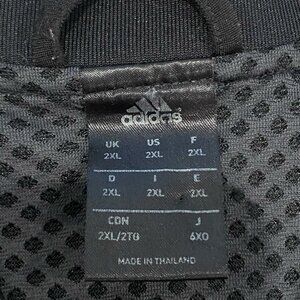 adidas
UK US F
2XL 2XL 2XL
D I E
2XL 2XL 2XL
CDN J
2XL/2TG 6XO
MADE IN THAILAND